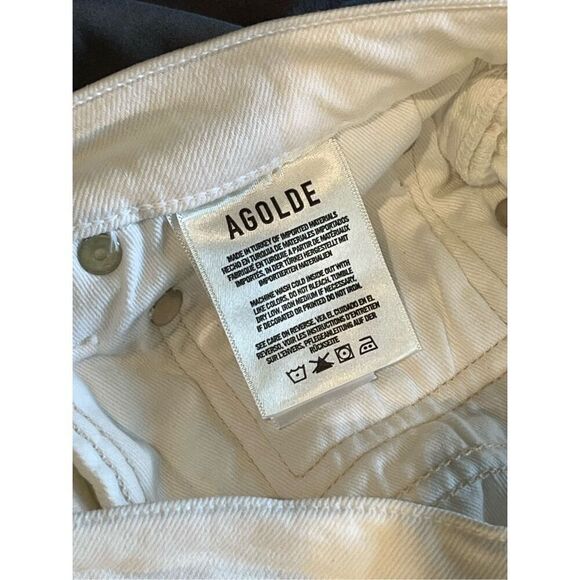 AGOLDE
MADE IN TURKEY OF IMPORTED MATERIALS
HECHO EN TURQUIA DE MATERIALES IMPORTADOS
FABRIQUÉ EN TURQUIE À PARTIR DE MATÉRIAUX
IMPORTÉS. IN DER TÜRKEI HERGESTELLT MIT
IMPORTIERTEN MATERIALIEN
MACHINE WASH COLD INSIDE OUT WITH
LIKE COLORS. DO NOT BLEACH. TUMBLE
DRY LOW. IRON MEDIUM IF NECESSARY.
IF DECORATED OR PRINTED DO NOT IRON.
SEE CARE ON REVERSE. VEA EL CUIDADO EN EL
REVERSO. VOIR LES INSTRUCTIONS D'ENTRETIEN
SUR L'ENVERS. PFLEGEANLEITUNG AUF DER
RÜCKSEITE